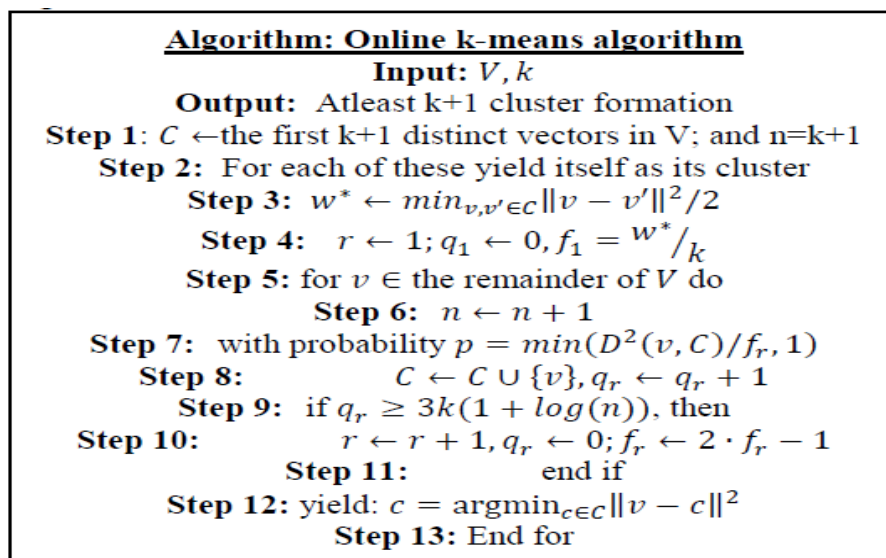 Algorithm: Online k-means algorithm
Input: V, k
Output: Atleast k+1 cluster formation
Step 1: C ←the first k+1 distinct vectors in V; and n=k+1
Step 2: For each of these yield itself as its cluster
Step 3: w* ← min_{v,v'∈C}‖v − v'‖²/2
Step 4: r ← 1; q₁ ← 0, f₁ = w*/k
Step 5: for v ∈ the remainder of V do
Step 6: n ← n + 1
Step 7: with probability p = min(D²(v, C)/f_r, 1)
Step 8: C ← C ∪ {v}, q_r ← q_r + 1
Step 9: if q_r ≥ 3k(1 + log(n)), then
Step 10: r ← r + 1, q_r ← 0; f_r ← 2 · f_r − 1
Step 11: end if
Step 12: yield: c = argmin_{c∈C}‖v − c‖²
Step 13: End for